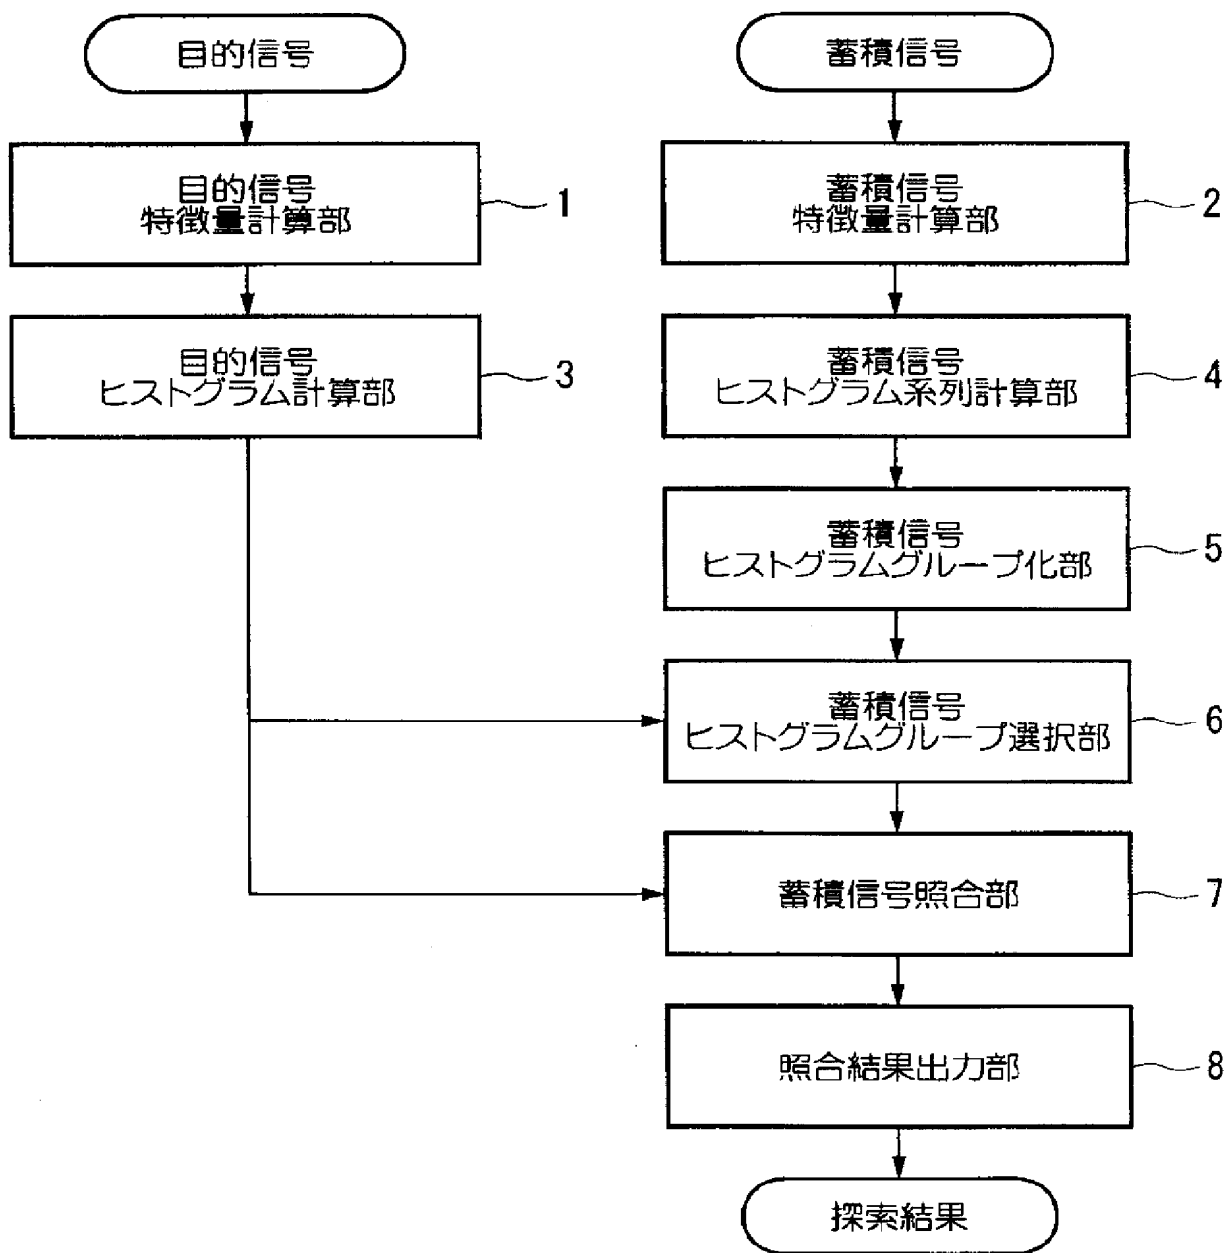 目的信号
蓄積信号
目的信号
特徴量計算部
1
蓄積信号
特徴量計算部
2
目的信号
ヒストグラム計算部
3
蓄積信号
ヒストグラム系列計算部
4
蓄積信号
ヒストグラムグループ化部
5
蓄積信号
ヒストグラムグループ選択部
6
蓄積信号照合部
7
照合結果出力部
8
探索結果